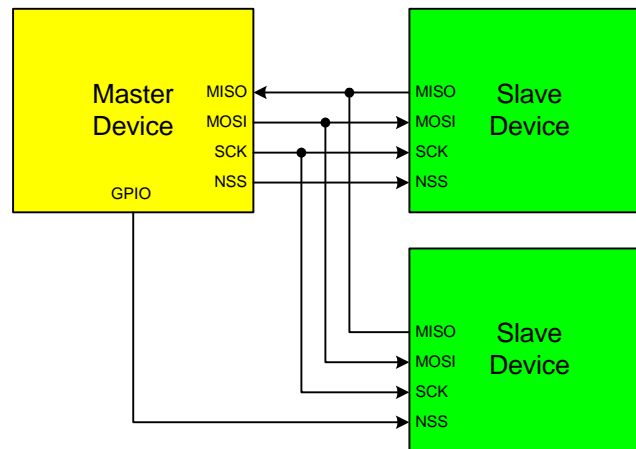 Master
Device
MISO
MOSI
SCK
NSS
GPIO
MISO
MOSI
SCK
NSS
Slave
Device
MISO
MOSI
SCK
NSS
Slave
Device